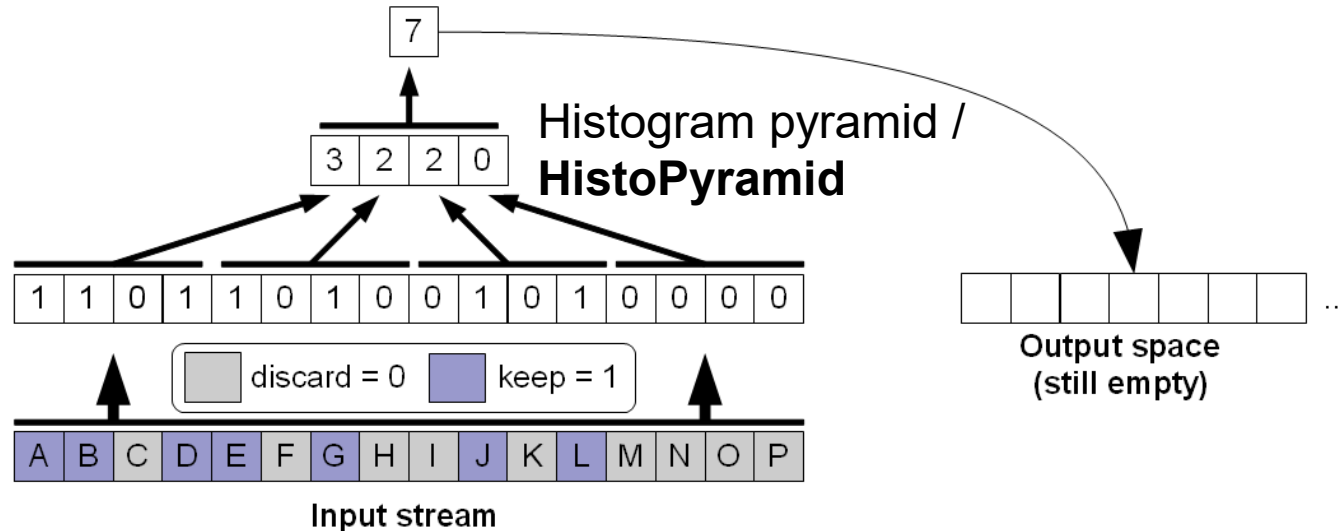 7
Histogram pyramid /
HistoPyramid
3 2 2 0
1 1 0 1 1 0 1 0 0 1 0 1 0 0 0 0
..
discard = 0 keep = 1
Output space
(still empty)
A B C D E F G H I J K L M N O P
Input stream